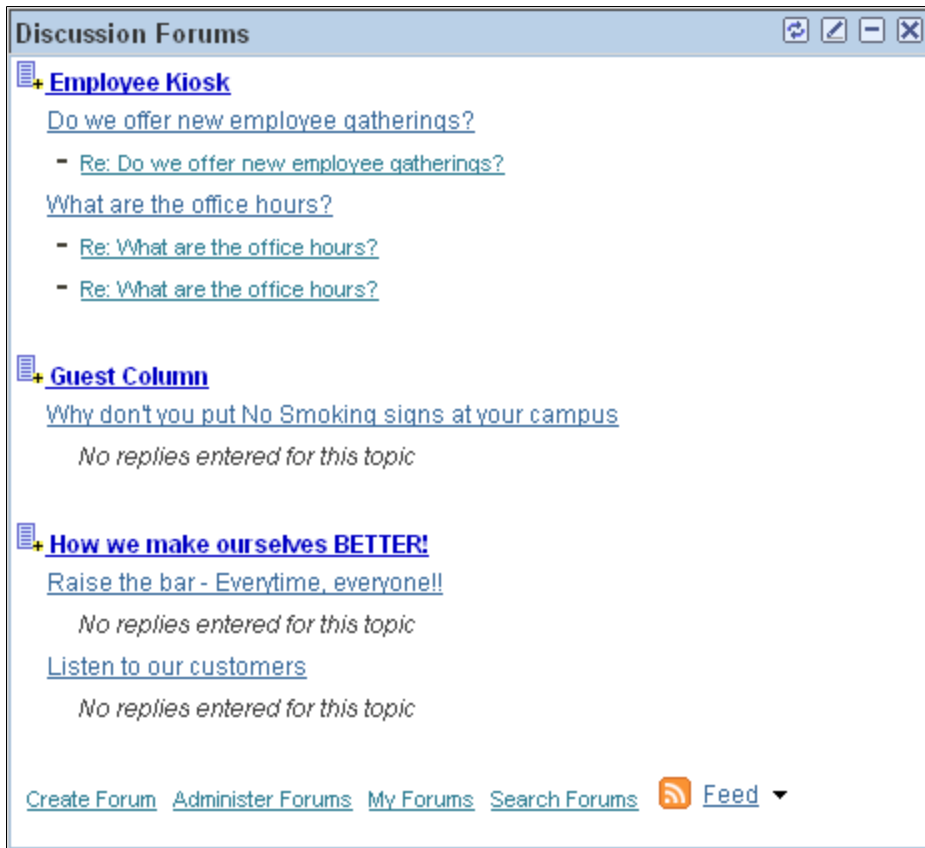 Discussion Forums
Employee Kiosk
Do we offer new employee gatherings?
- Re: Do we offer new employee gatherings?
What are the office hours?
- Re: What are the office hours?
- Re: What are the office hours?
Guest Column
Why don't you put No Smoking signs at your campus
No replies entered for this topic
How we make ourselves BETTER!
Raise the bar - Everytime, everyone!!
No replies entered for this topic
Listen to our customers
No replies entered for this topic
Create Forum Administer Forums My Forums Search Forums Feed